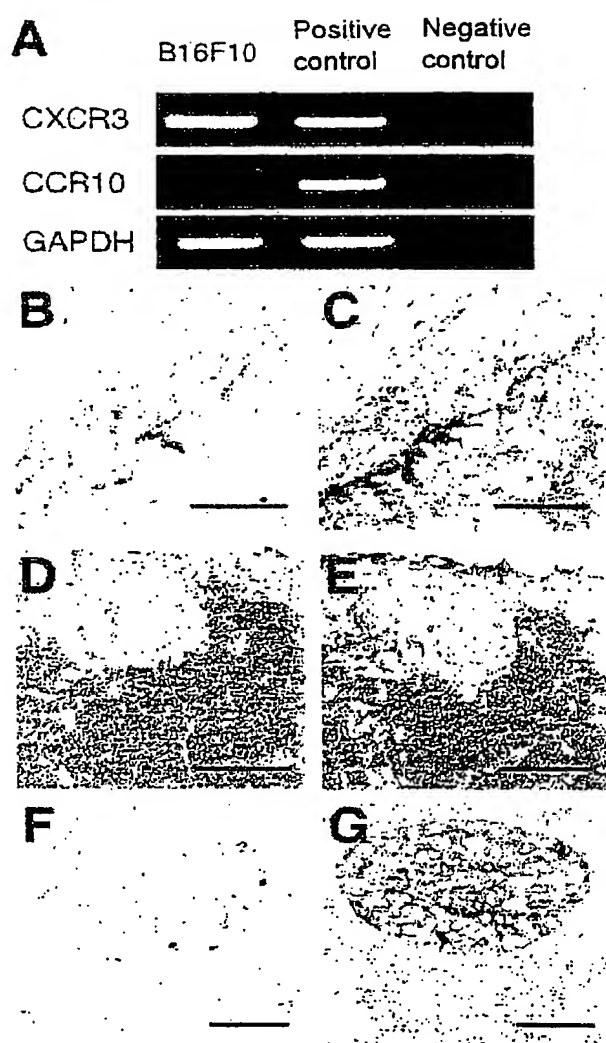 A
B16F10
Positive control
Negative control
CXCR3
CCR10
GAPDH
B
C
D
E
F
G